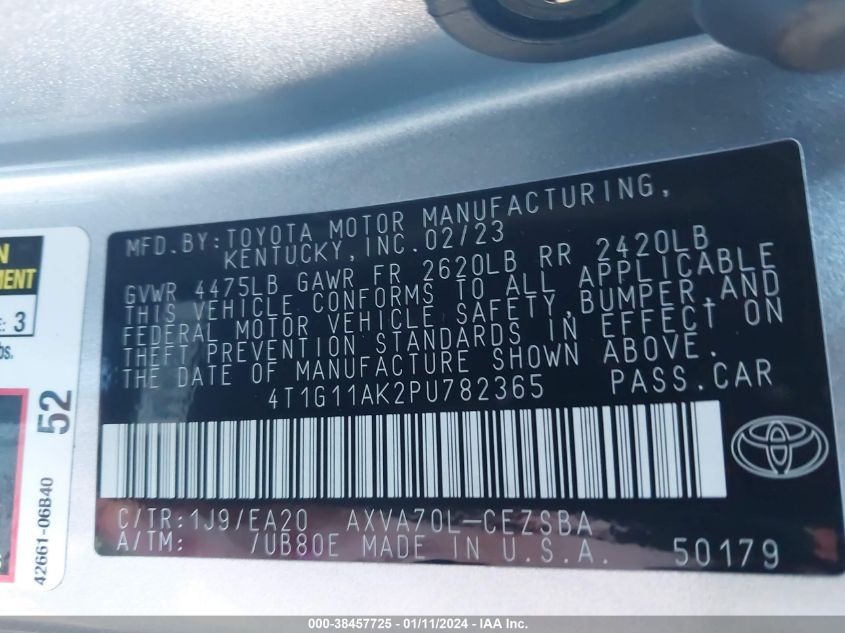 MFD.BY:TOYOTA MOTOR MANUFACTURING,
KENTUCKY,INC.02/23
GVWR 4475LB GAWR FR 2620LB RR 2420LB
THIS VEHICLE CONFORMS TO ALL APPLICABLE
FEDERAL MOTOR VEHICLE SAFETY,BUMPER,AND
THEFT PREVENTION STANDARDS IN EFFECT ON
THE DATE OF MANUFACTURE SHOWN ABOVE.
4T1G11AK2PU782365 PASS.CAR
C/TR:1J9/EA20 AXVA70L-CEZSBA
A/TM: /UB80E MADE IN U.S.A. 50179
3
52
42661-06B40
000-38457725 - 01/11/2024 - IAA Inc.